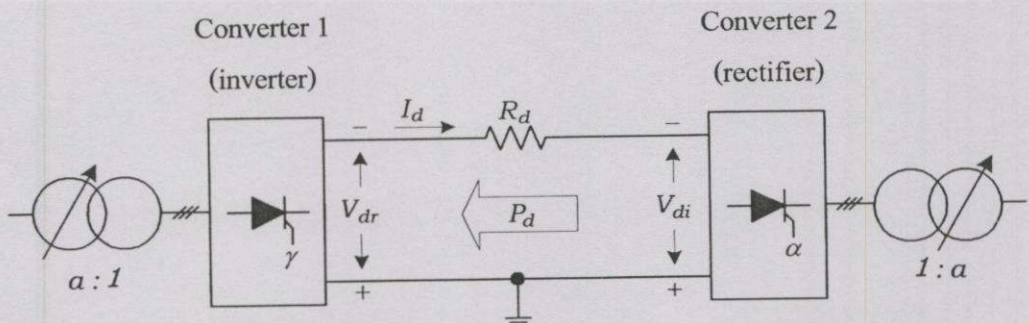 Converter 1
(inverter)
Converter 2
(rectifier)
− I_d R_d −
V_dr P_d V_di
γ α
a : 1 1 : a
+ +